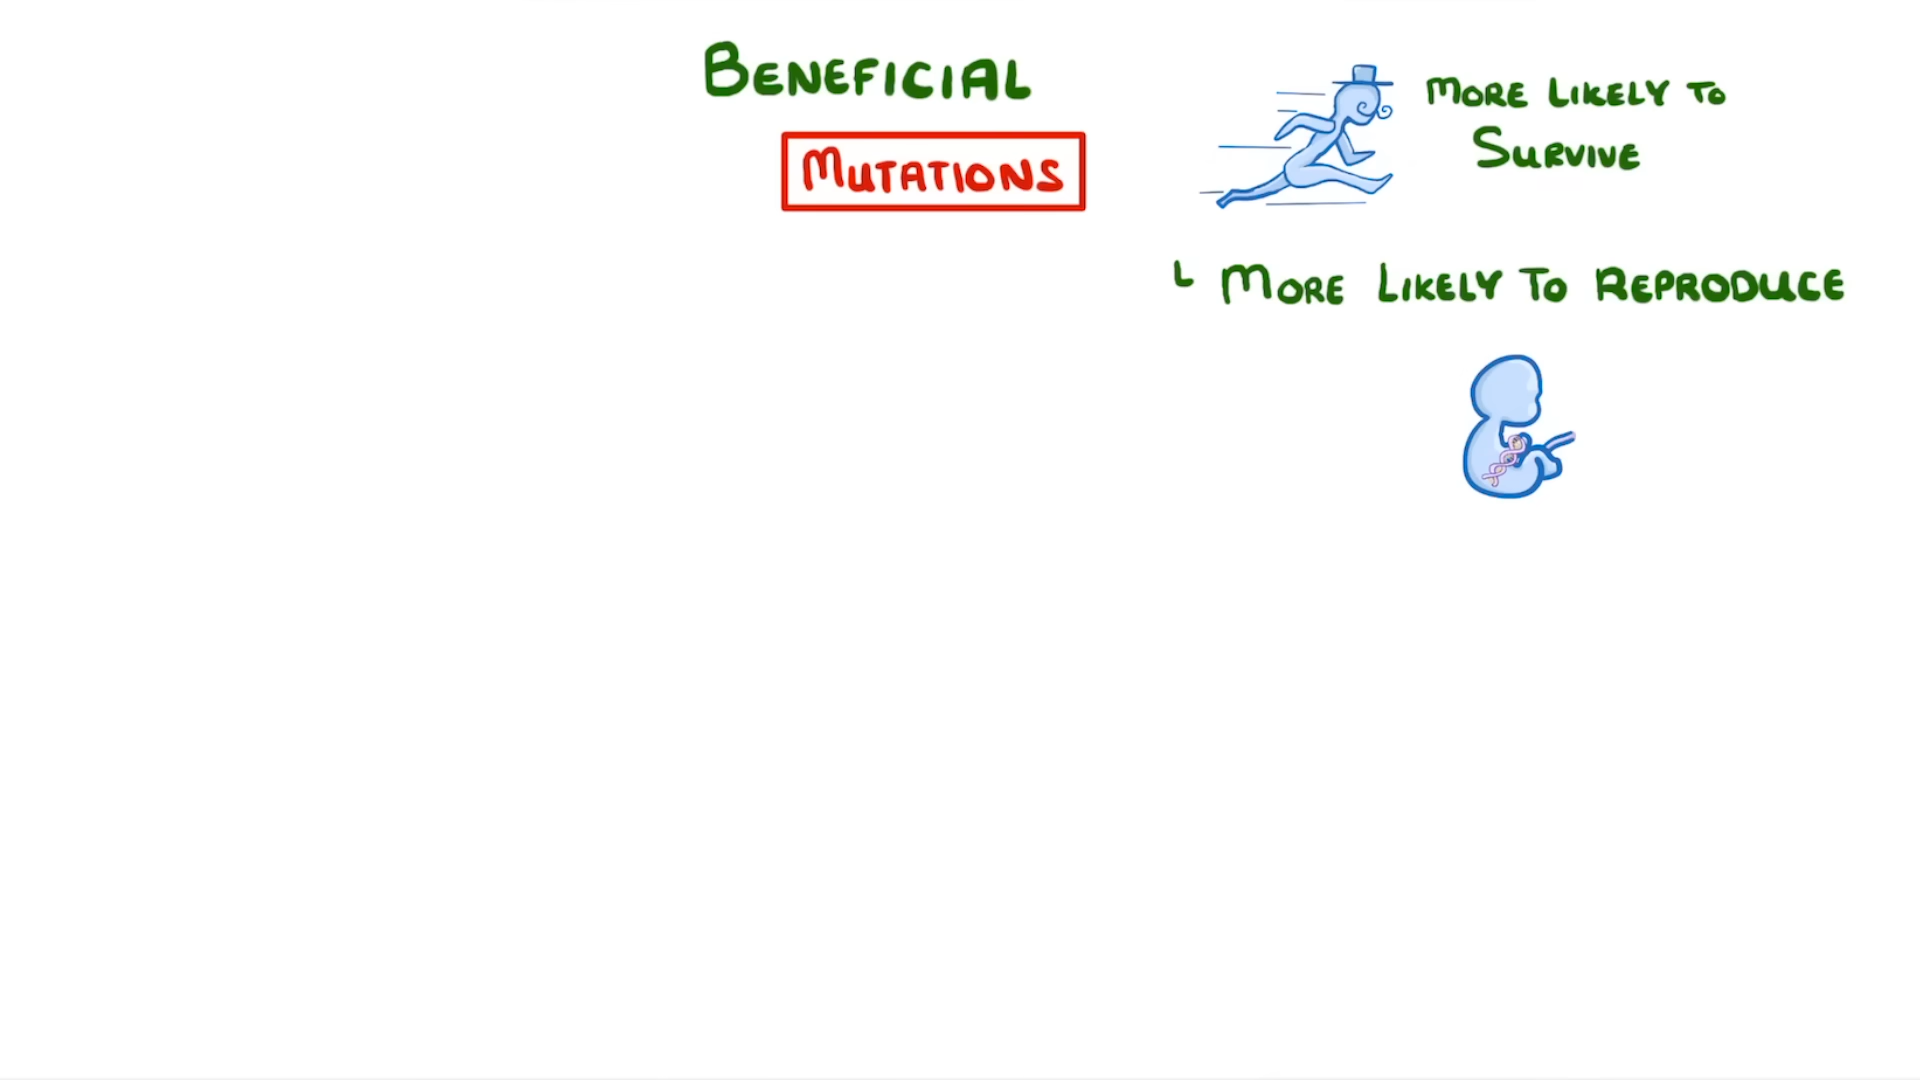 BENEFICIAL
MUTATIONS
MORE LIKELY TO
SURVIVE
└ MORE LIKELY TO REPRODUCE